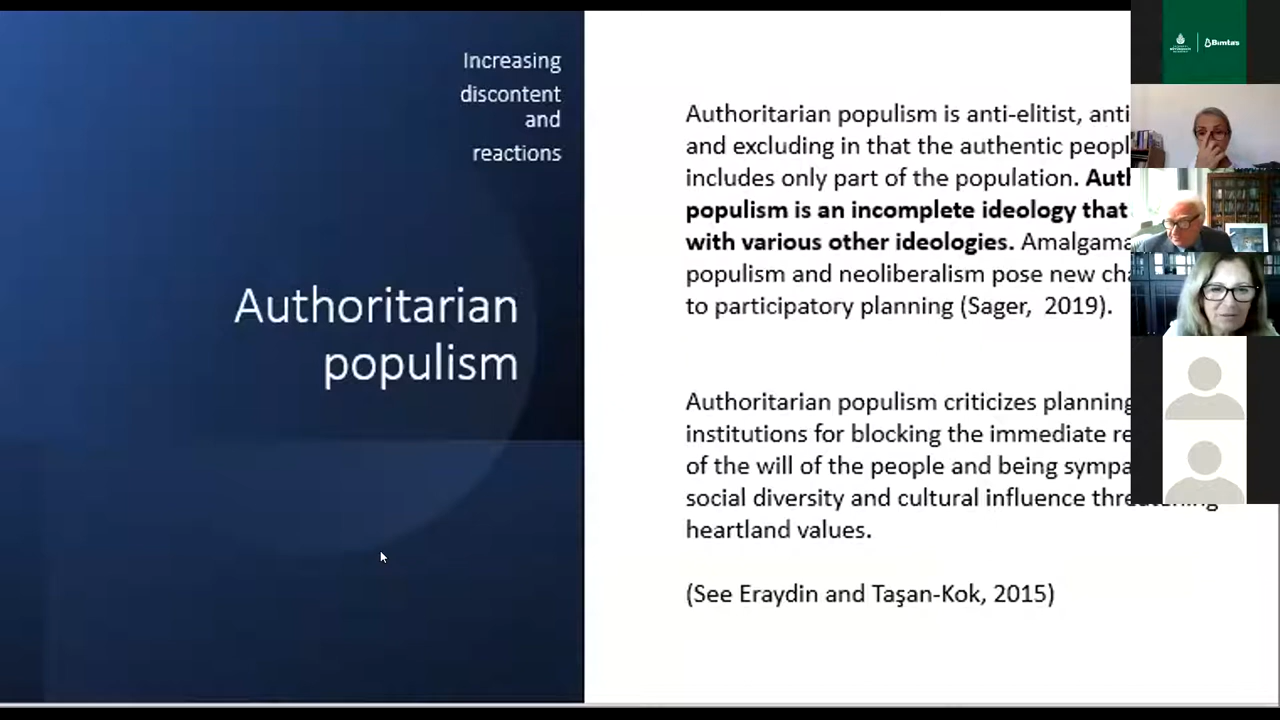 Increasing
discontent
and
reactions
Authoritarian
populism
Authoritarian populism is anti-elitist, anti
and excluding in that the authentic peopl
includes only part of the population. Auth
populism is an incomplete ideology that
with various other ideologies. Amalgama
populism and neoliberalism pose new cha
to participatory planning (Sager, 2019).
Authoritarian populism criticizes planning
institutions for blocking the immediate re
of the will of the people and being sympa
social diversity and cultural influence threatening
heartland values.
(See Eraydin and Taşan-Kok, 2015)
Bimtaş